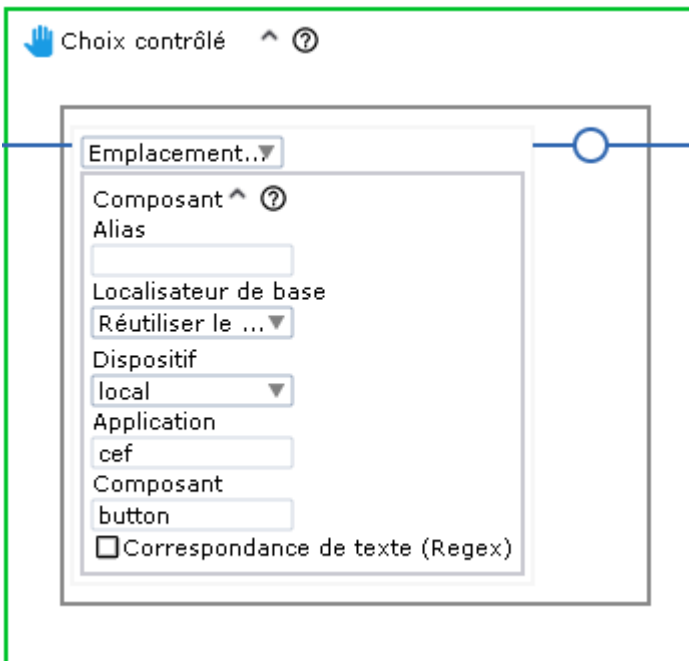 Choix contrôlé
Emplacement...
Composant
Alias
Localisateur de base
Réutiliser le ...
Dispositif
local
Application
cef
Composant
button
Correspondance de texte (Regex)